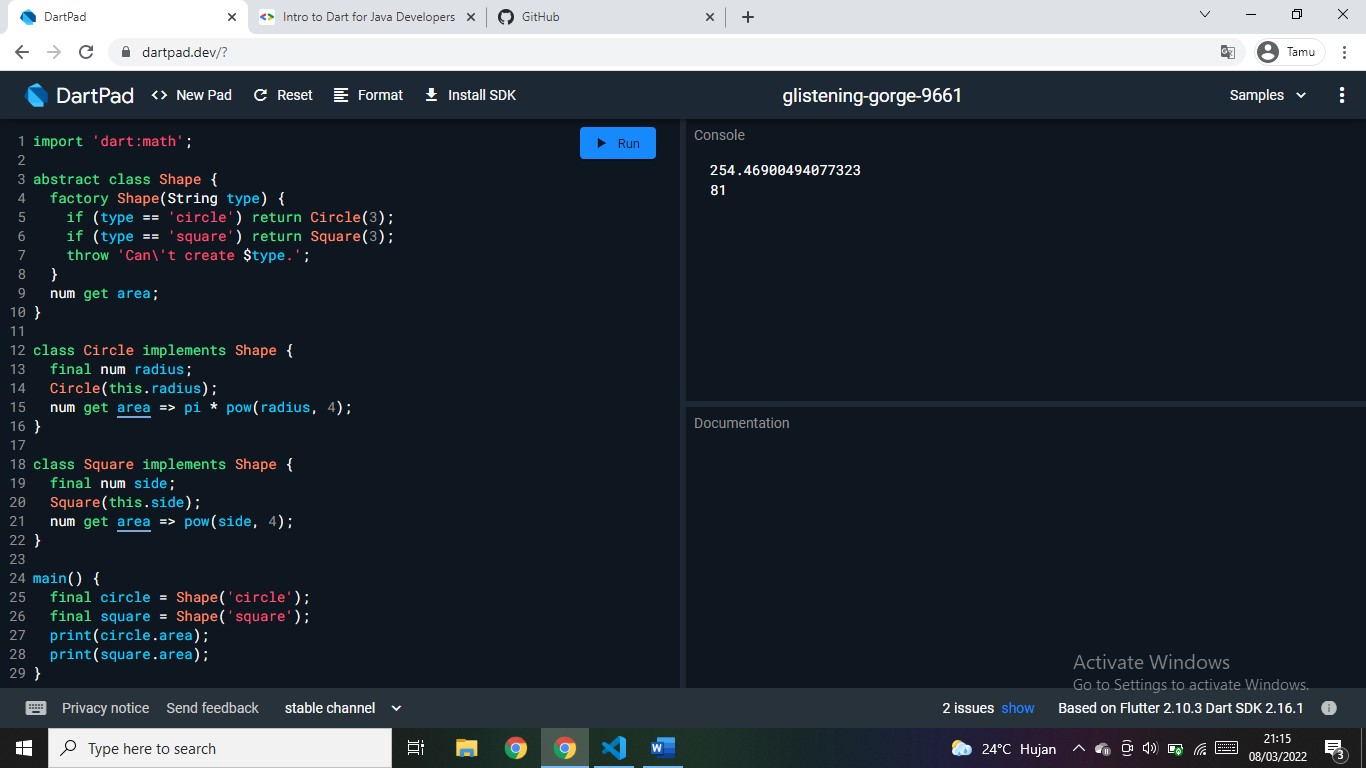 DartPad
Intro to Dart for Java Developers
GitHub
dartpad.dev/?
Tamu
DartPad
<> New Pad
Reset
Format
Install SDK
glistening-gorge-9661
Samples
1 import 'dart:math';
2
3 abstract class Shape {
4   factory Shape(String type) {
5     if (type == 'circle') return Circle(3);
6     if (type == 'square') return Square(3);
7     throw 'Can\'t create $type.';
8   }
9   num get area;
10 }
11
12 class Circle implements Shape {
13   final num radius;
14   Circle(this.radius);
15   num get area => pi * pow(radius, 4);
16 }
17
18 class Square implements Shape {
19   final num side;
20   Square(this.side);
21   num get area => pow(side, 4);
22 }
23
24 main() {
25   final circle = Shape('circle');
26   final square = Shape('square');
27   print(circle.area);
28   print(square.area);
29 }
Run
Console
254.46900494077323
81
Documentation
Activate Windows
Go to Settings to activate Windows.
Privacy notice
Send feedback
stable channel
2 issues show
Based on Flutter 2.10.3 Dart SDK 2.16.1
Type here to search
24°C Hujan
21:15
08/03/2022
3